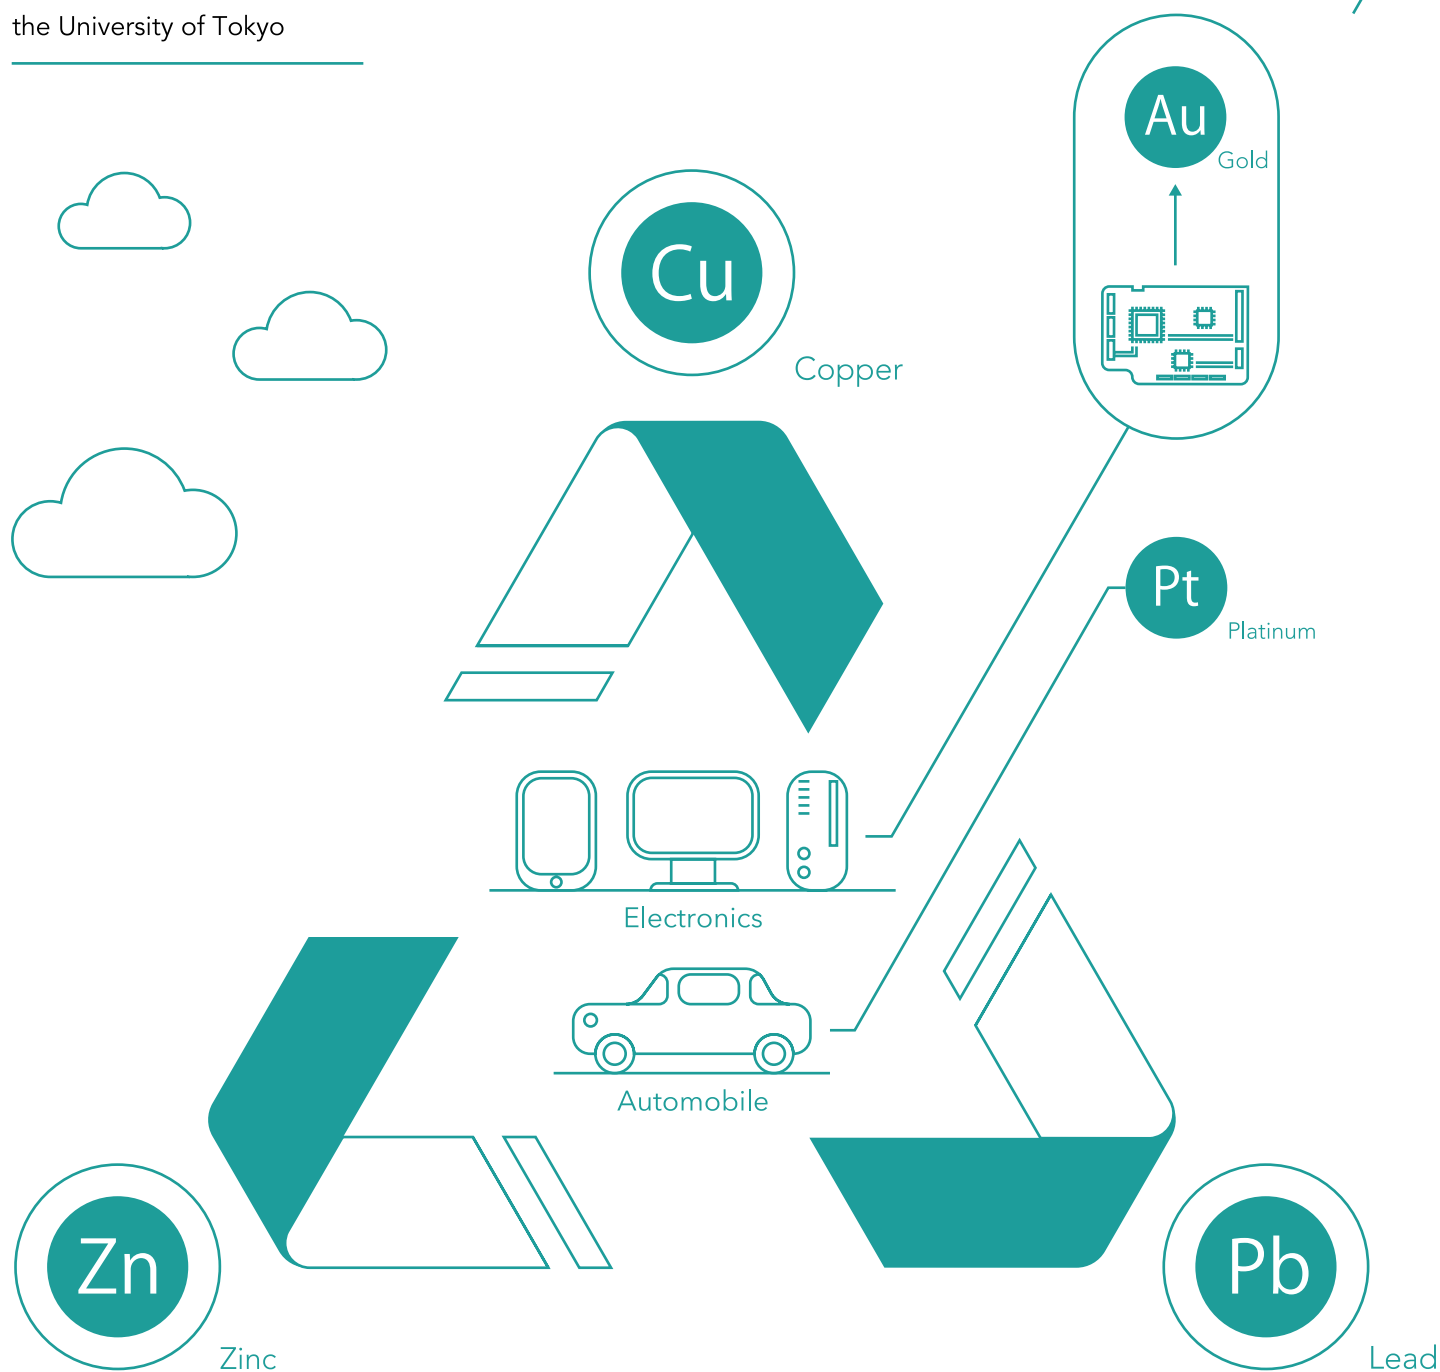 the University of Tokyo
Au
Gold
Cu
Copper
Pt
Platinum
Electronics
Automobile
Zn
Zinc
Pb
Lead